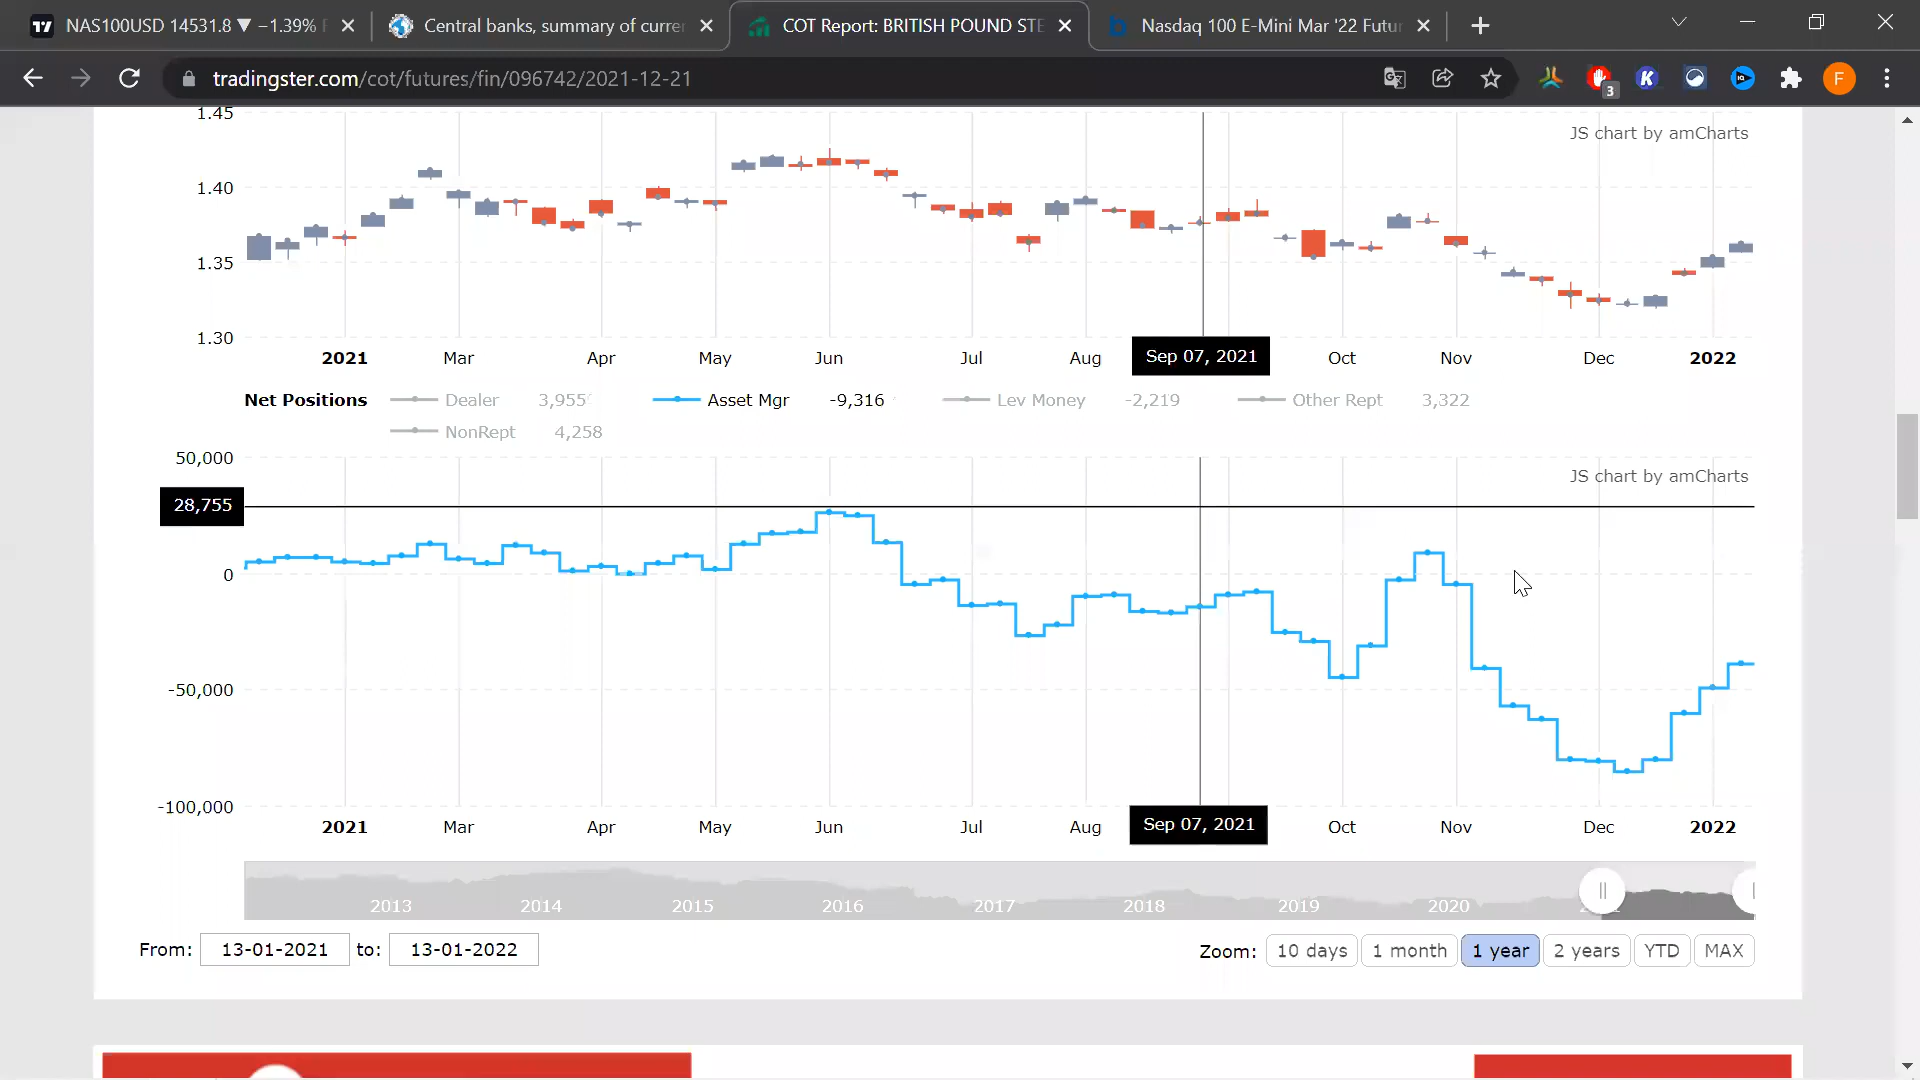 NAS100USD 14531.8 ▼ −1.39%
Central banks, summary of curre
COT Report: BRITISH POUND STE
Nasdaq 100 E-Mini Mar '22 Futur
tradingster.com/cot/futures/fin/096742/2021-12-21
3
F
1.45
JS chart by amCharts
1.40
1.35
1.30
2021 Mar Apr May Jun Jul Aug Sep 07, 2021 Oct Nov Dec 2022
Net Positions Dealer 3,955 Asset Mgr -9,316 Lev Money -2,219 Other Rept 3,322
NonRept 4,258
50,000
JS chart by amCharts
28,755
0
-50,000
-100,000
2021 Mar Apr May Jun Jul Aug Sep 07, 2021 Oct Nov Dec 2022
2013 2014 2015 2016 2017 2018 2019 2020
From: 13-01-2021 to: 13-01-2022 Zoom: 10 days 1 month 1 year 2 years YTD MAX